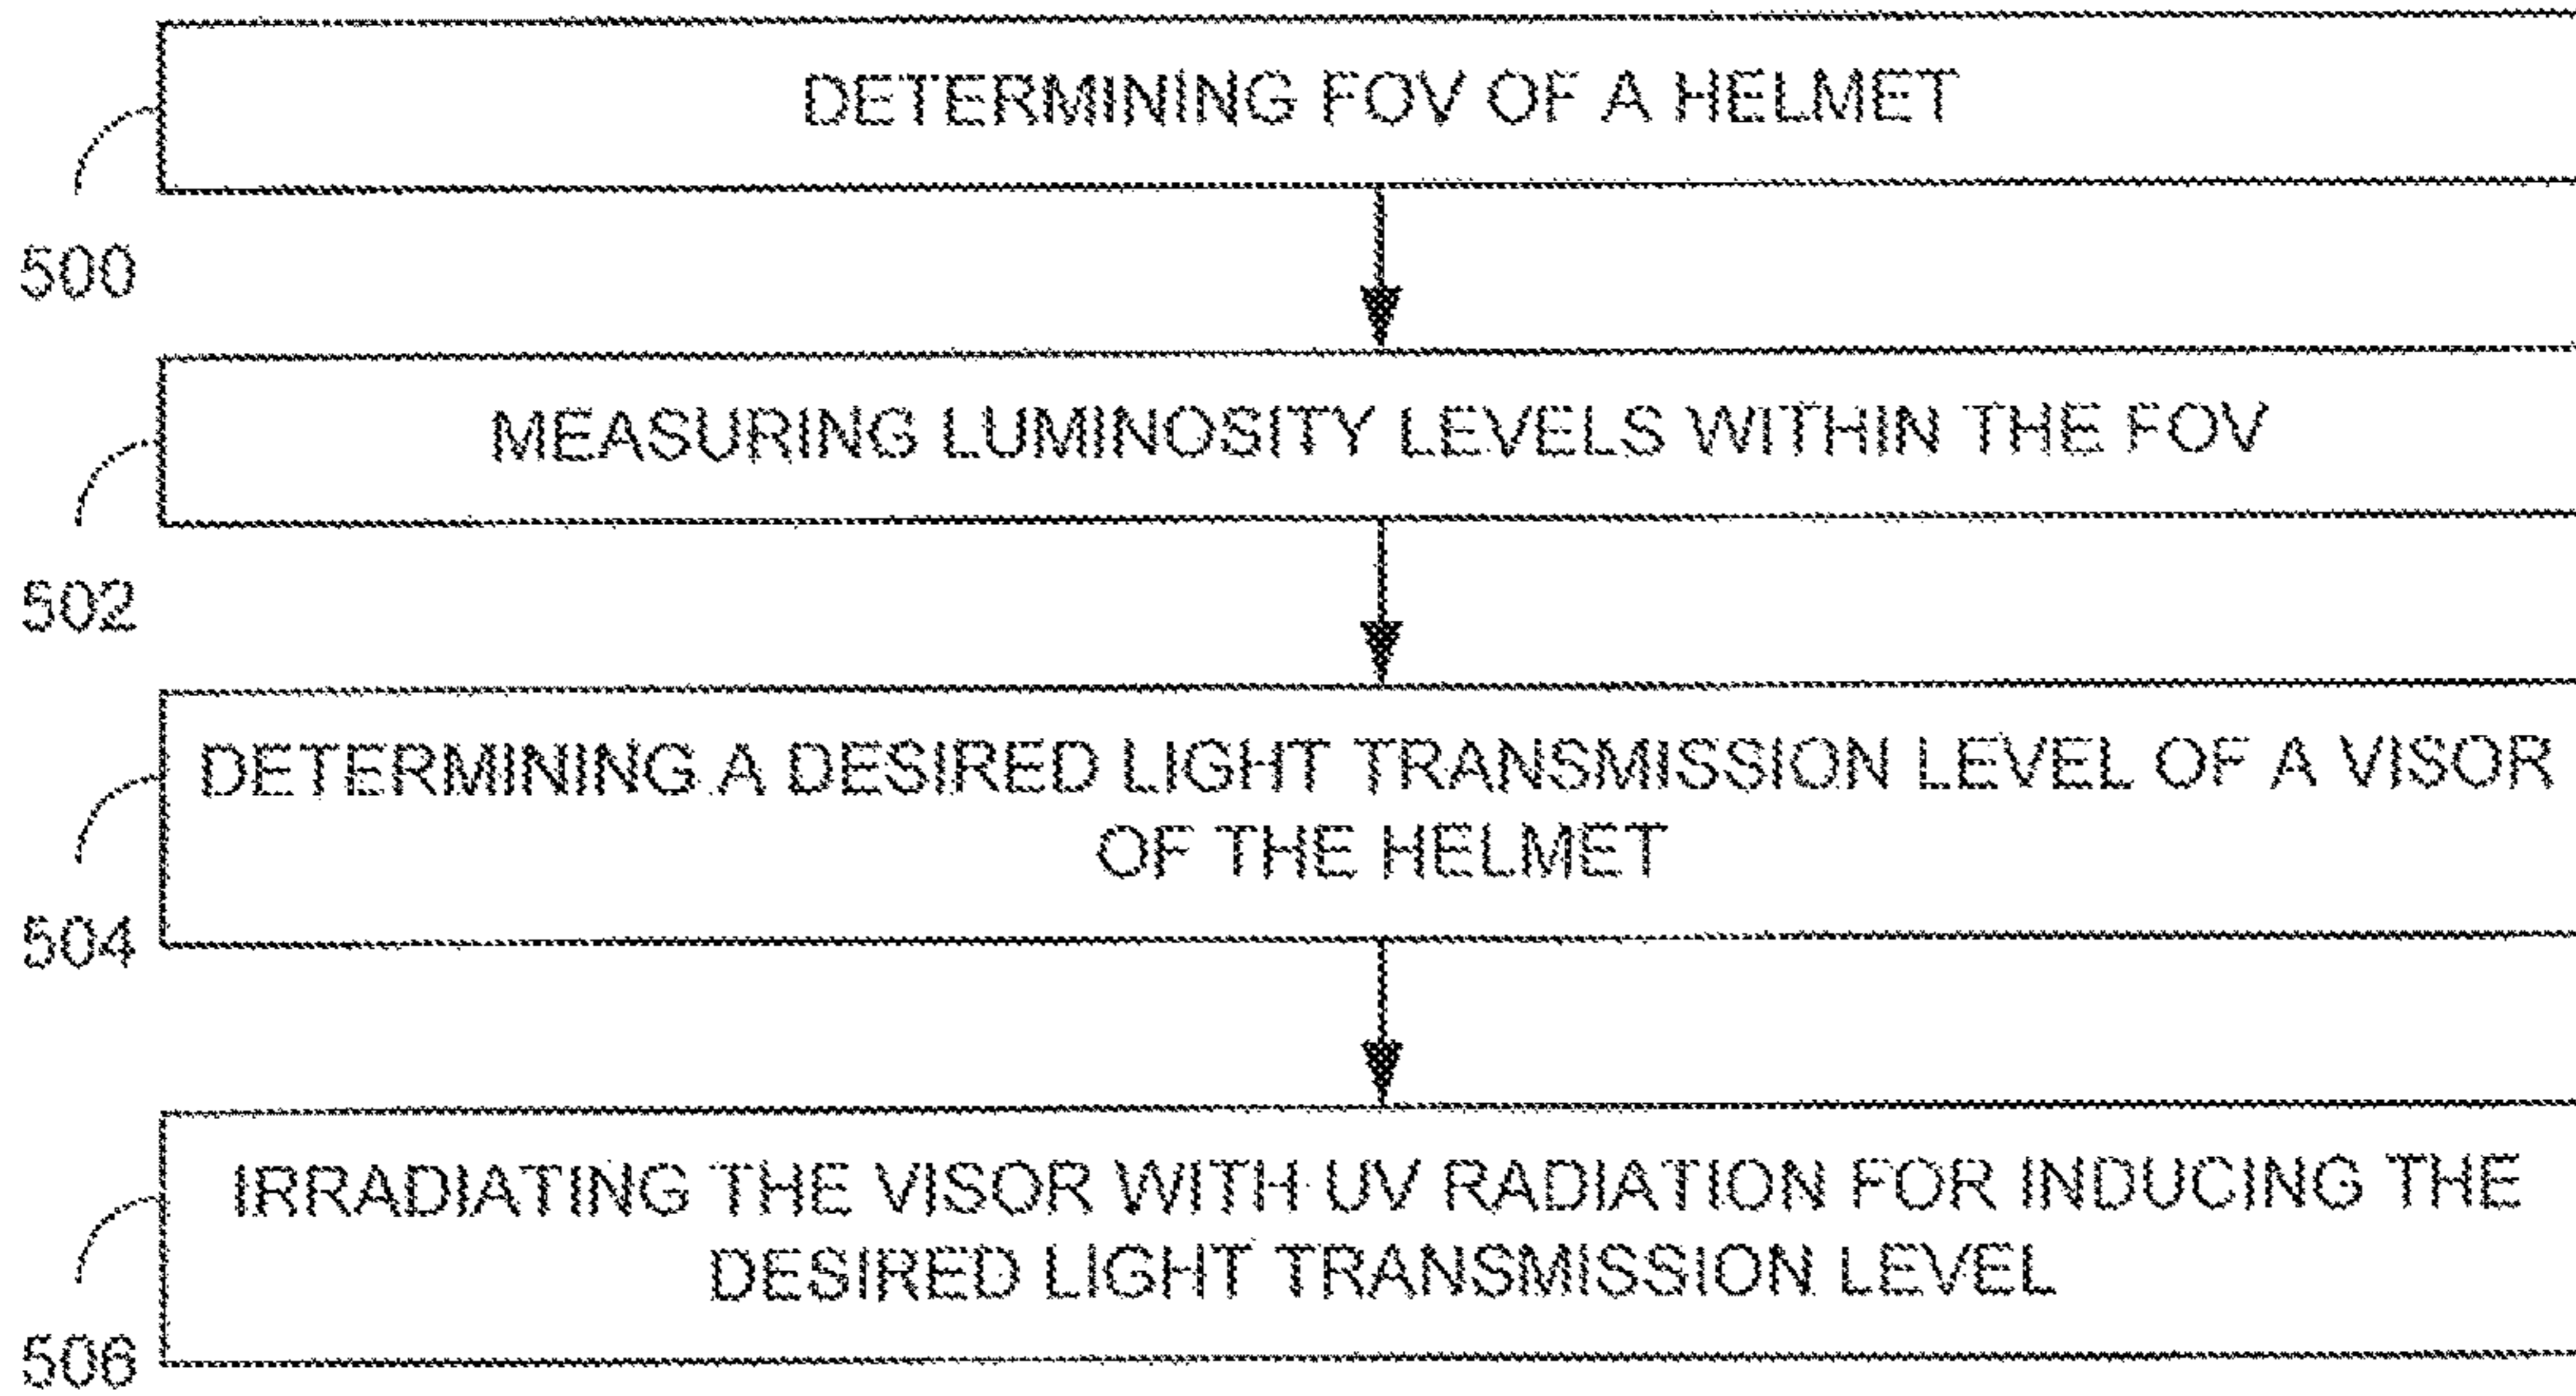 DETERMINING FOV OF A HELMET
500
MEASURING LUMINOSITY LEVELS WITHIN THE FOV
502
DETERMINING A DESIRED LIGHT TRANSMISSION LEVEL OF A VISOR
OF THE HELMET
504
IRRADIATING THE VISOR WITH UV RADIATION FOR INDUCING THE
DESIRED LIGHT TRANSMISSION LEVEL
506